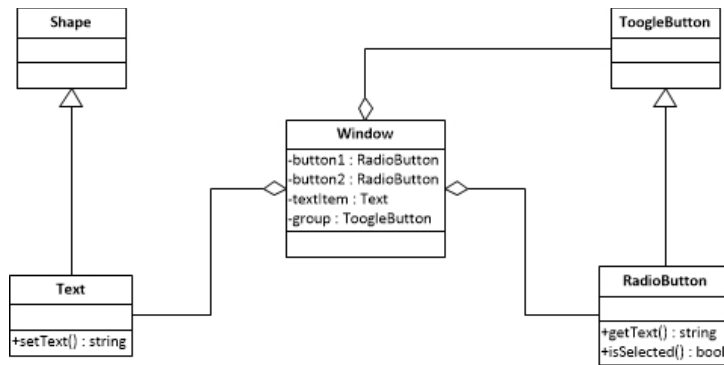 Shape
ToogleButton
Window
-button1 : RadioButton
-button2 : RadioButton
-textItem : Text
-group : ToogleButton
Text
+setText() : string
RadioButton
+getText() : string
+isSelected() : bool